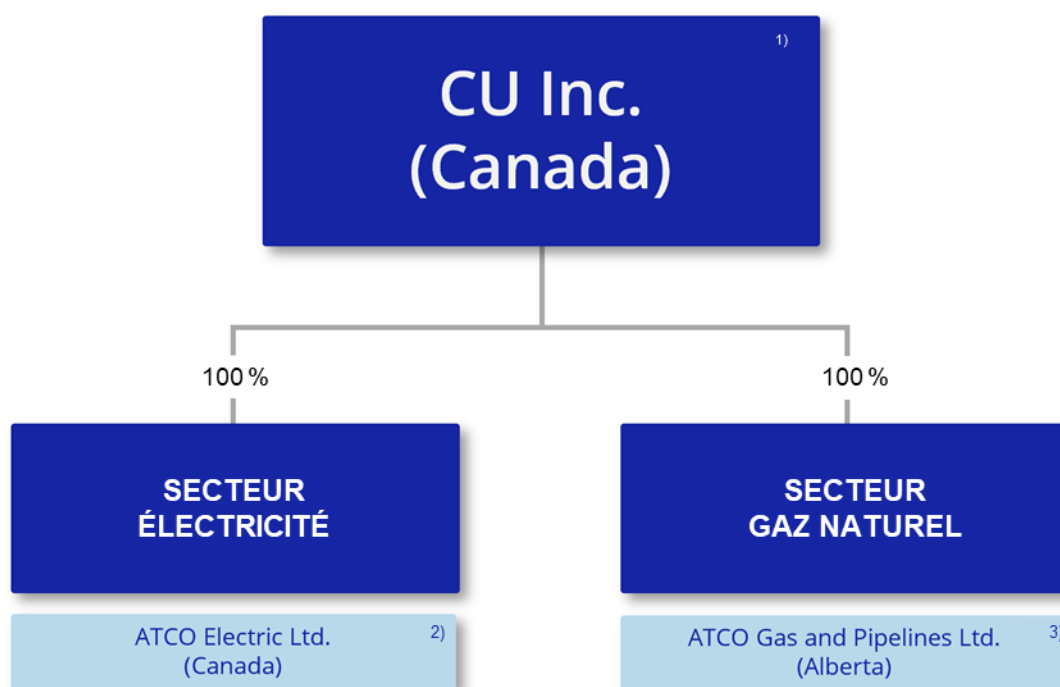 1)
CU Inc.
(Canada)
100 %
100 %
SECTEUR
ÉLECTRICITÉ
SECTEUR
GAZ NATUREL
ATCO Electric Ltd. 2)
(Canada)
ATCO Gas and Pipelines Ltd. 3)
(Alberta)